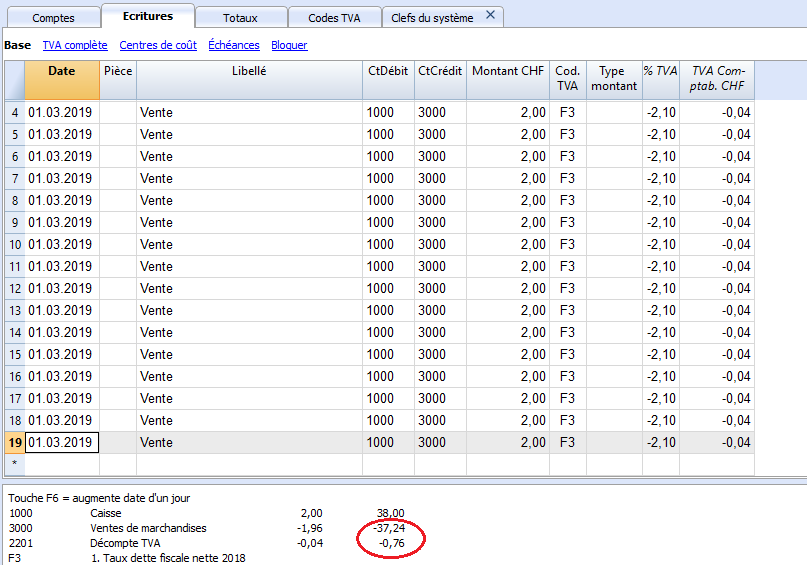 Comptes Ecritures Totaux Codes TVA Clefs du système
Base TVA complète Centres de coût Échéances Bloquer
Date Pièce Libellé CtDébit CtCrédit Montant CHF Cod. TVA Type montant % TVA TVA Com-ptab. CHF
4 01.03.2019 Vente 1000 3000 2,00 F3 -2,10 -0,04
5 01.03.2019 Vente 1000 3000 2,00 F3 -2,10 -0,04
6 01.03.2019 Vente 1000 3000 2,00 F3 -2,10 -0,04
7 01.03.2019 Vente 1000 3000 2,00 F3 -2,10 -0,04
8 01.03.2019 Vente 1000 3000 2,00 F3 -2,10 -0,04
9 01.03.2019 Vente 1000 3000 2,00 F3 -2,10 -0,04
10 01.03.2019 Vente 1000 3000 2,00 F3 -2,10 -0,04
11 01.03.2019 Vente 1000 3000 2,00 F3 -2,10 -0,04
12 01.03.2019 Vente 1000 3000 2,00 F3 -2,10 -0,04
13 01.03.2019 Vente 1000 3000 2,00 F3 -2,10 -0,04
14 01.03.2019 Vente 1000 3000 2,00 F3 -2,10 -0,04
15 01.03.2019 Vente 1000 3000 2,00 F3 -2,10 -0,04
16 01.03.2019 Vente 1000 3000 2,00 F3 -2,10 -0,04
17 01.03.2019 Vente 1000 3000 2,00 F3 -2,10 -0,04
18 01.03.2019 Vente 1000 3000 2,00 F3 -2,10 -0,04
19 01.03.2019 Vente 1000 3000 2,00 F3 -2,10 -0,04
*
Touche F6 = augmente date d'un jour
1000 Caisse 2,00 38,00
3000 Ventes de marchandises -1,96 -37,24
2201 Décompte TVA -0,04 -0,76
F3 1. Taux dette fiscale nette 2018